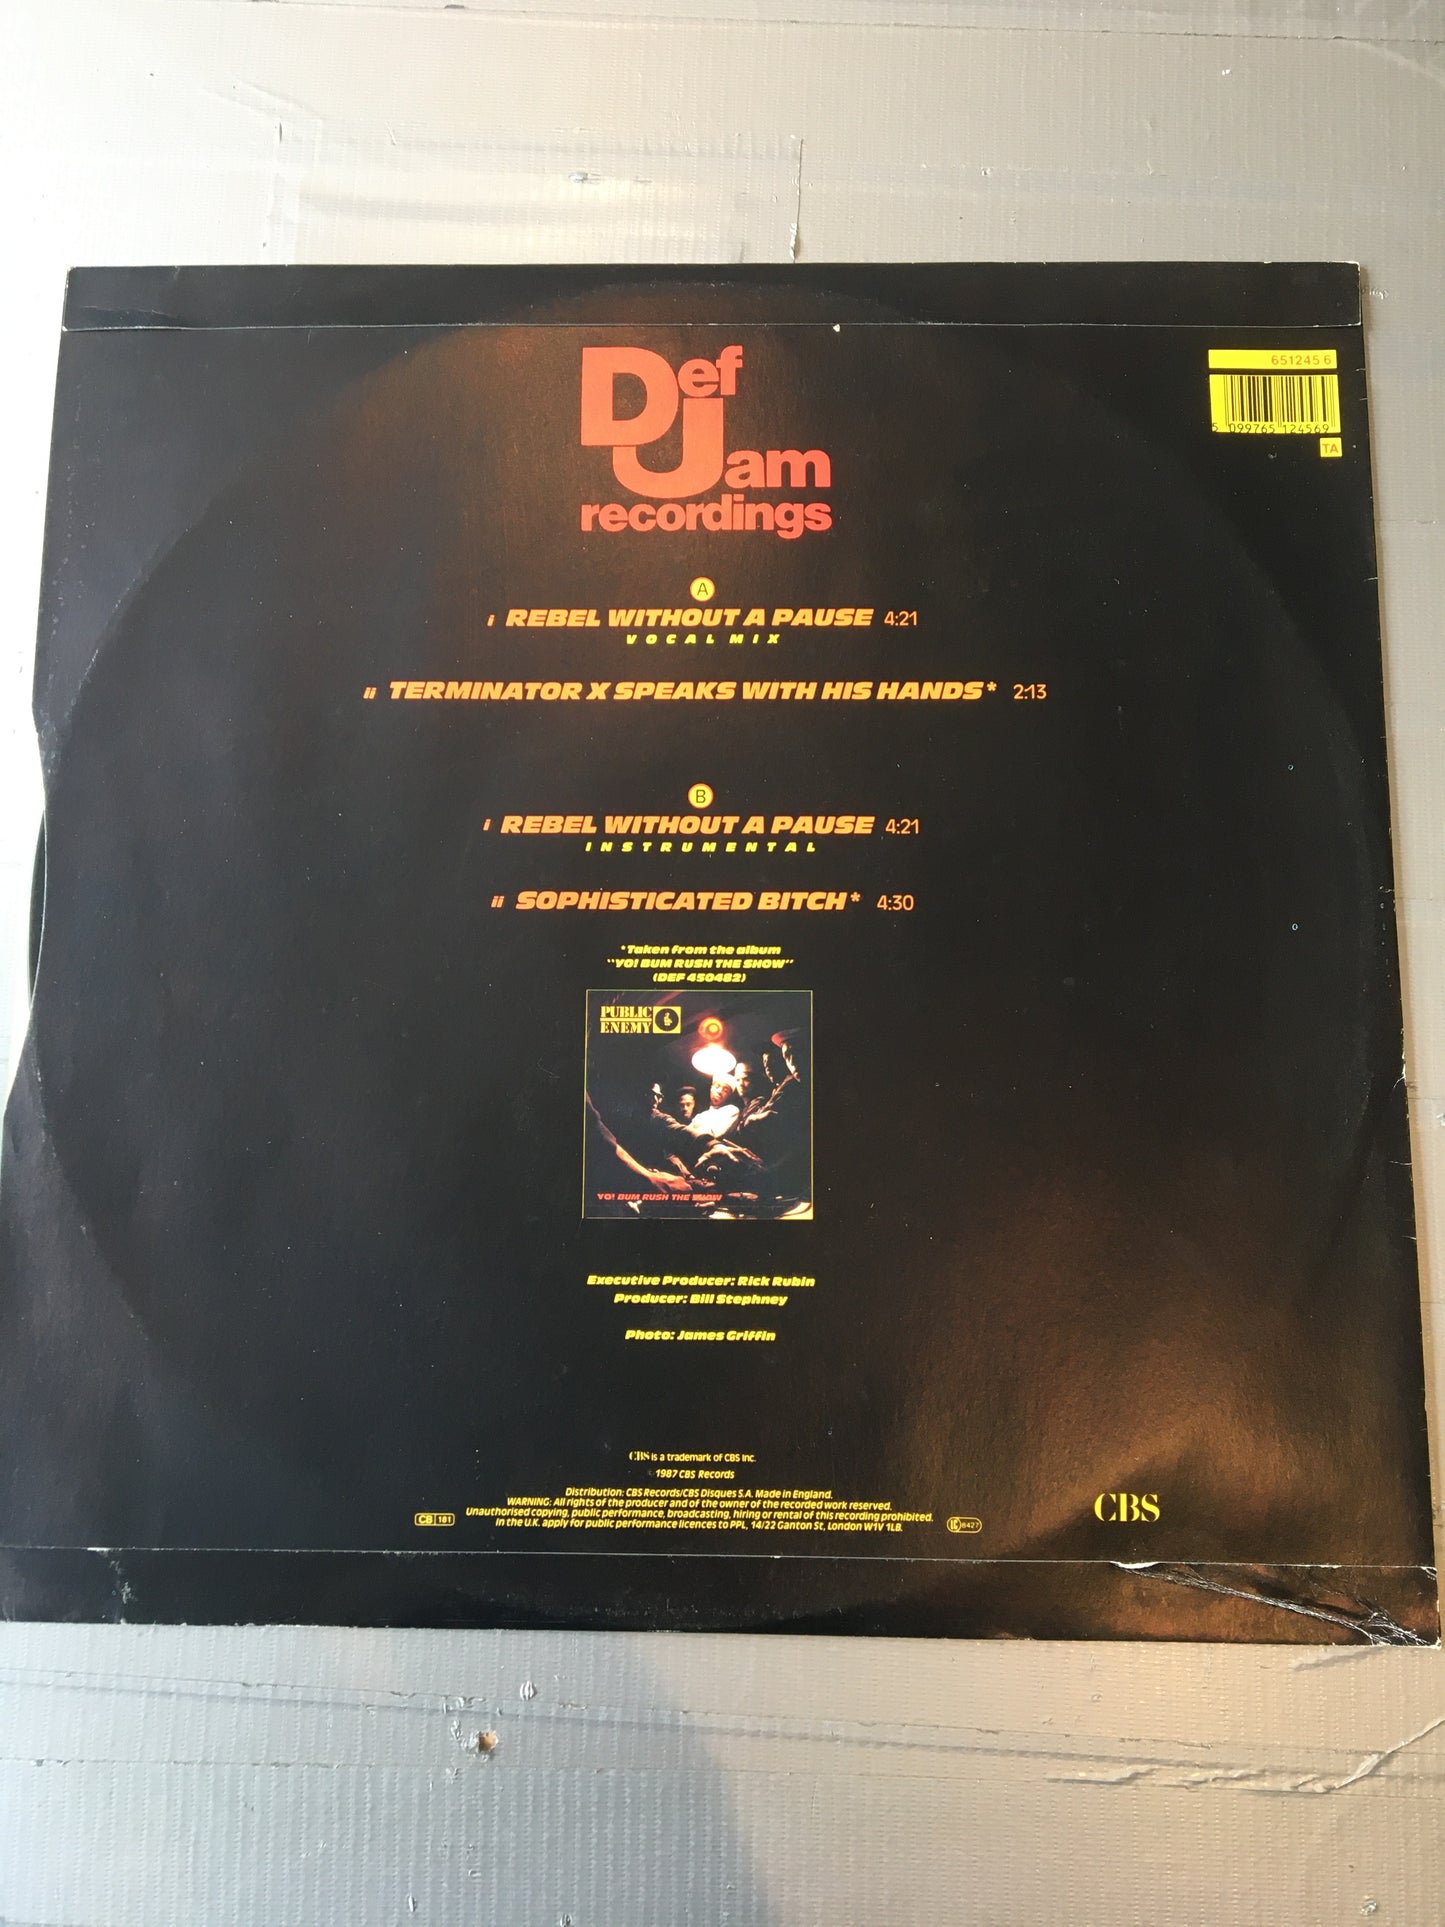 Def
Jam
recordings
651245 6
5 099765 124569
TA
A
i REBEL WITHOUT A PAUSE 4:21
VOCAL MIX
ii TERMINATOR X SPEAKS WITH HIS HANDS* 2:13
B
i REBEL WITHOUT A PAUSE 4:21
INSTRUMENTAL
ii SOPHISTICATED BITCH* 4:30
*Taken from the album
"YO! BUM RUSH THE SHOW"
(DEF 450482)
PUBLIC
ENEMY
YO! BUM RUSH THE SHOW
Executive Producer: Rick Rubin
Producer: Bill Stephney
Photo: James Griffin
CBS is a trademark of CBS Inc.
© 1987 CBS Records
Distribution: CBS Records/CBS Disques S.A. Made in England.
WARNING: All rights of the producer and of the owner of the recorded work reserved.
Unauthorised copying, public performance, broadcasting, hiring or rental of this recording prohibited.
In the U.K. apply for public performance licences to PPL, 14/22 Ganton St, London W1V 1LB.
CB 181
LC 8427
CBS